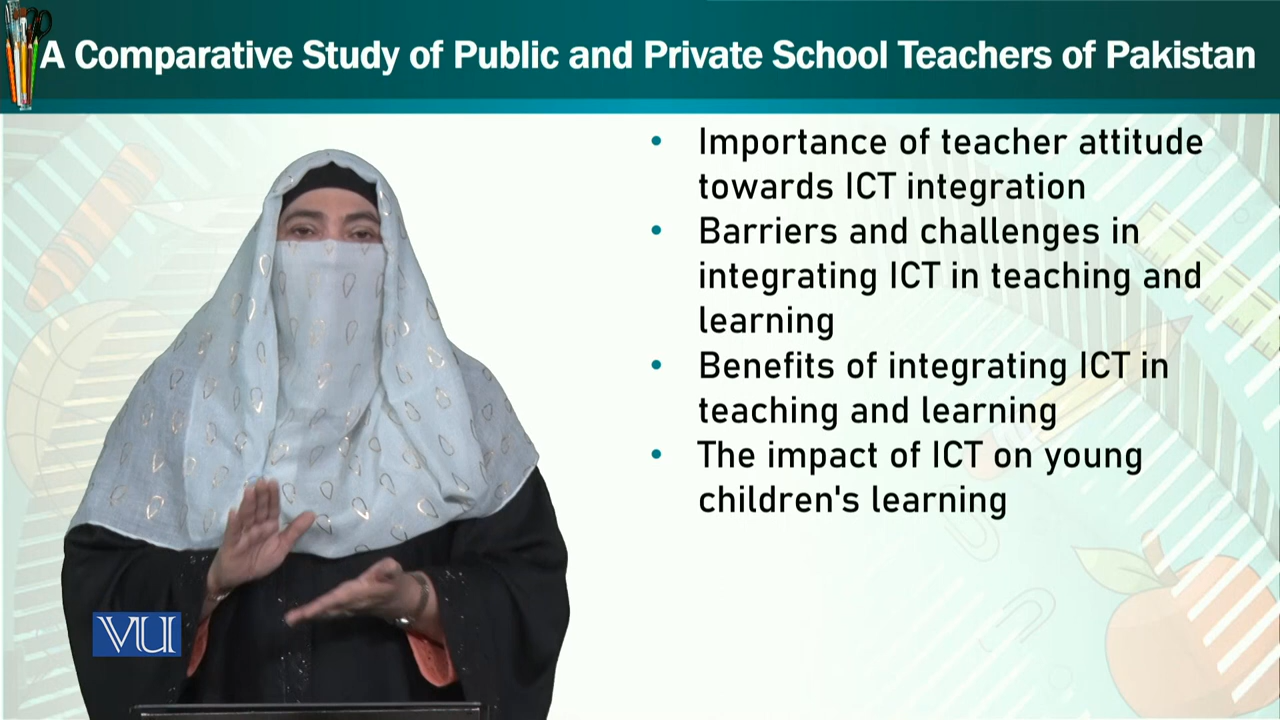 A Comparative Study of Public and Private School Teachers of Pakistan
• Importance of teacher attitude
towards ICT integration
• Barriers and challenges in
integrating ICT in teaching and
learning
• Benefits of integrating ICT in
teaching and learning
• The impact of ICT on young
children's learning
VU